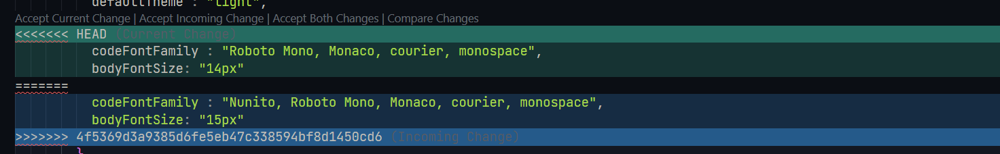 defaultTheme : "light",
Accept Current Change | Accept Incoming Change | Accept Both Changes | Compare Changes
<<<<<<< HEAD (Current Change)
codeFontFamily : "Roboto Mono, Monaco, courier, monospace",
bodyFontSize: "14px"
=======
codeFontFamily : "Nunito, Roboto Mono, Monaco, courier, monospace",
bodyFontSize: "15px"
>>>>>>> 4f5369d3a9385d6fe5eb47c338594bf8d1450cd6 (Incoming Change)
}